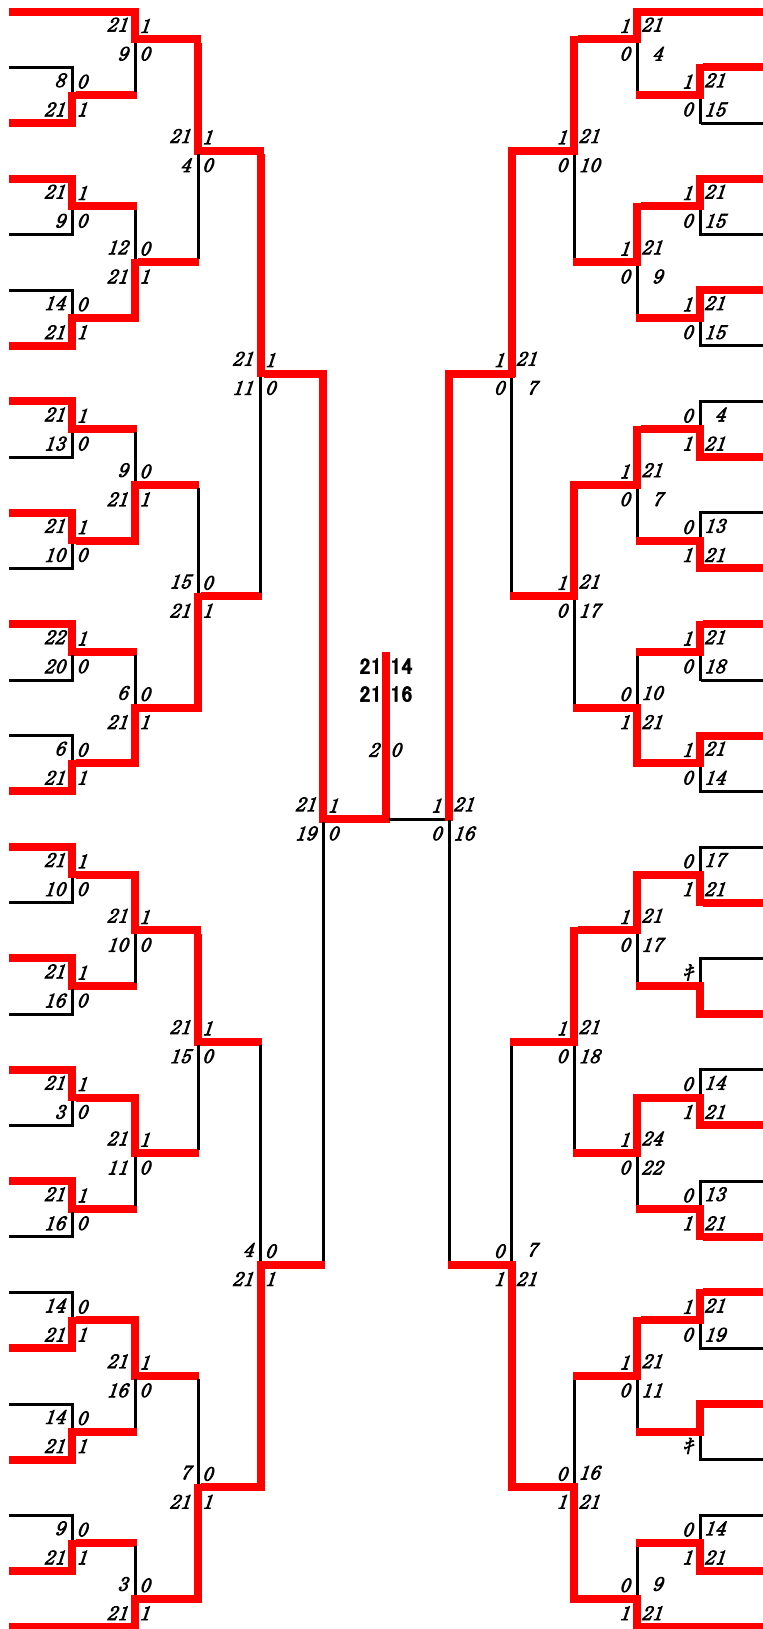 21 1 1 21
9 0 0 4
8 0 1 21
21 1 0 15
21 1 1 21
4 0 0 10
21 1 1 21
9 0 0 15
12 0 1 21
21 1 0 9
14 0 1 21
21 1 0 15
21 1 1 21
11 0 0 7
21 1 0 4
13 0 1 21
9 0 1 21
21 1 0 7
21 1 0 13
10 0 1 21
15 0 1 21
21 1 0 17
22 1 1 21
20 0 0 18
21 14
21 16
6 0 0 10
21 1 1 21
6 0 2 0 1 21
21 1 0 14
21 1 1 21
19 0 0 16
21 1 0 17
10 0 1 21
21 1 1 21
10 0 0 17
21 1 ｷ
16 0
21 1 1 21
15 0 0 18
21 1 0 14
3 0 1 21
21 1 1 24
11 0 0 22
21 1 0 13
16 0 1 21
4 0 0 7
21 1 1 21
14 0 1 21
21 1 0 19
21 1 1 21
16 0 0 11
14 0
21 1 ｷ
7 0 0 16
21 1 1 21
9 0 0 14
21 1 1 21
3 0 0 9
21 1 1 21